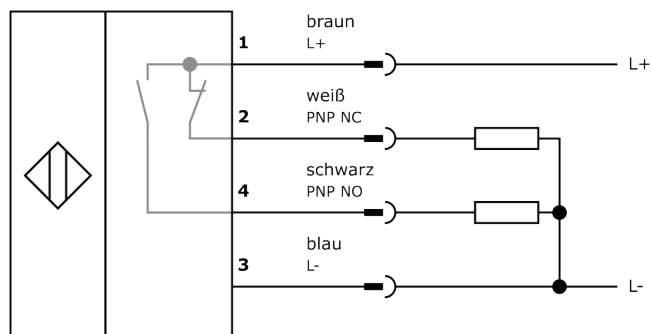 braun
1 L+ L+
weiß
2 PNP NC
schwarz
4 PNP NO
blau
3 L- L-